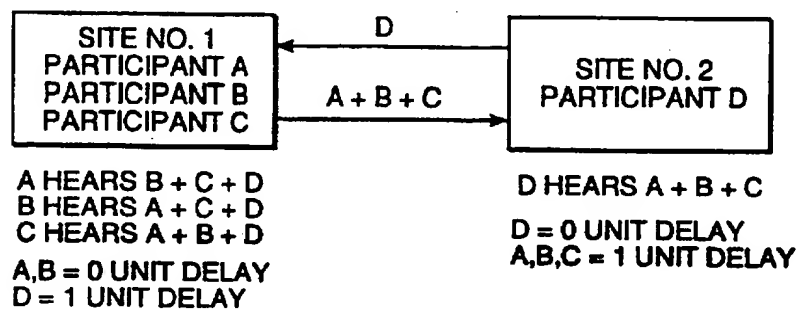 SITE NO. 1
PARTICIPANT A
PARTICIPANT B
PARTICIPANT C
D
A + B + C
SITE NO. 2
PARTICIPANT D
A HEARS B + C + D
B HEARS A + C + D
C HEARS A + B + D
A,B = 0 UNIT DELAY
D = 1 UNIT DELAY
D HEARS A + B + C
D = 0 UNIT DELAY
A,B,C = 1 UNIT DELAY